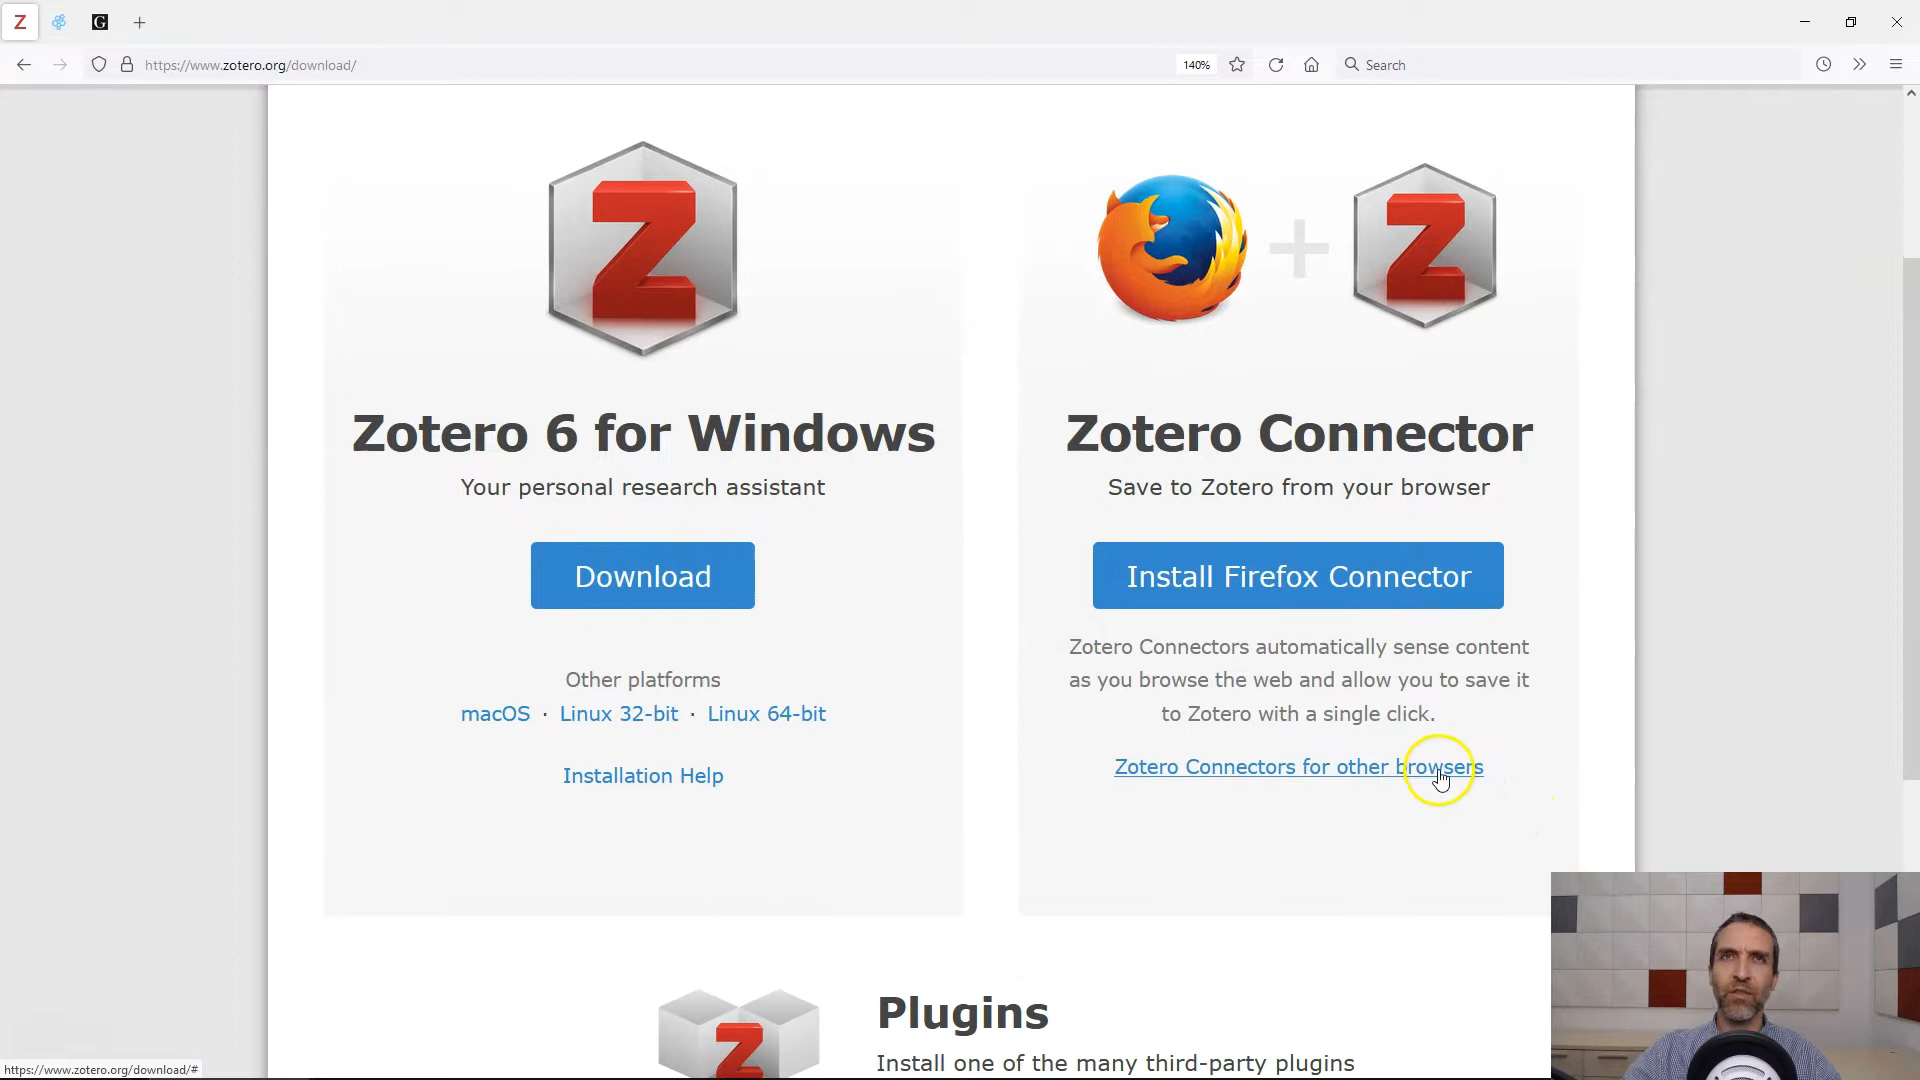 Z
G
https://www.zotero.org/download/
140%
Search
Z
Z
Zotero 6 for Windows
Your personal research assistant
Download
Other platforms
macOS · Linux 32-bit · Linux 64-bit
Installation Help
Zotero Connector
Save to Zotero from your browser
Install Firefox Connector
Zotero Connectors automatically sense content
as you browse the web and allow you to save it
to Zotero with a single click.
Zotero Connectors for other browsers
Z
Plugins
Install one of the many third-party plugins
https://www.zotero.org/download/#